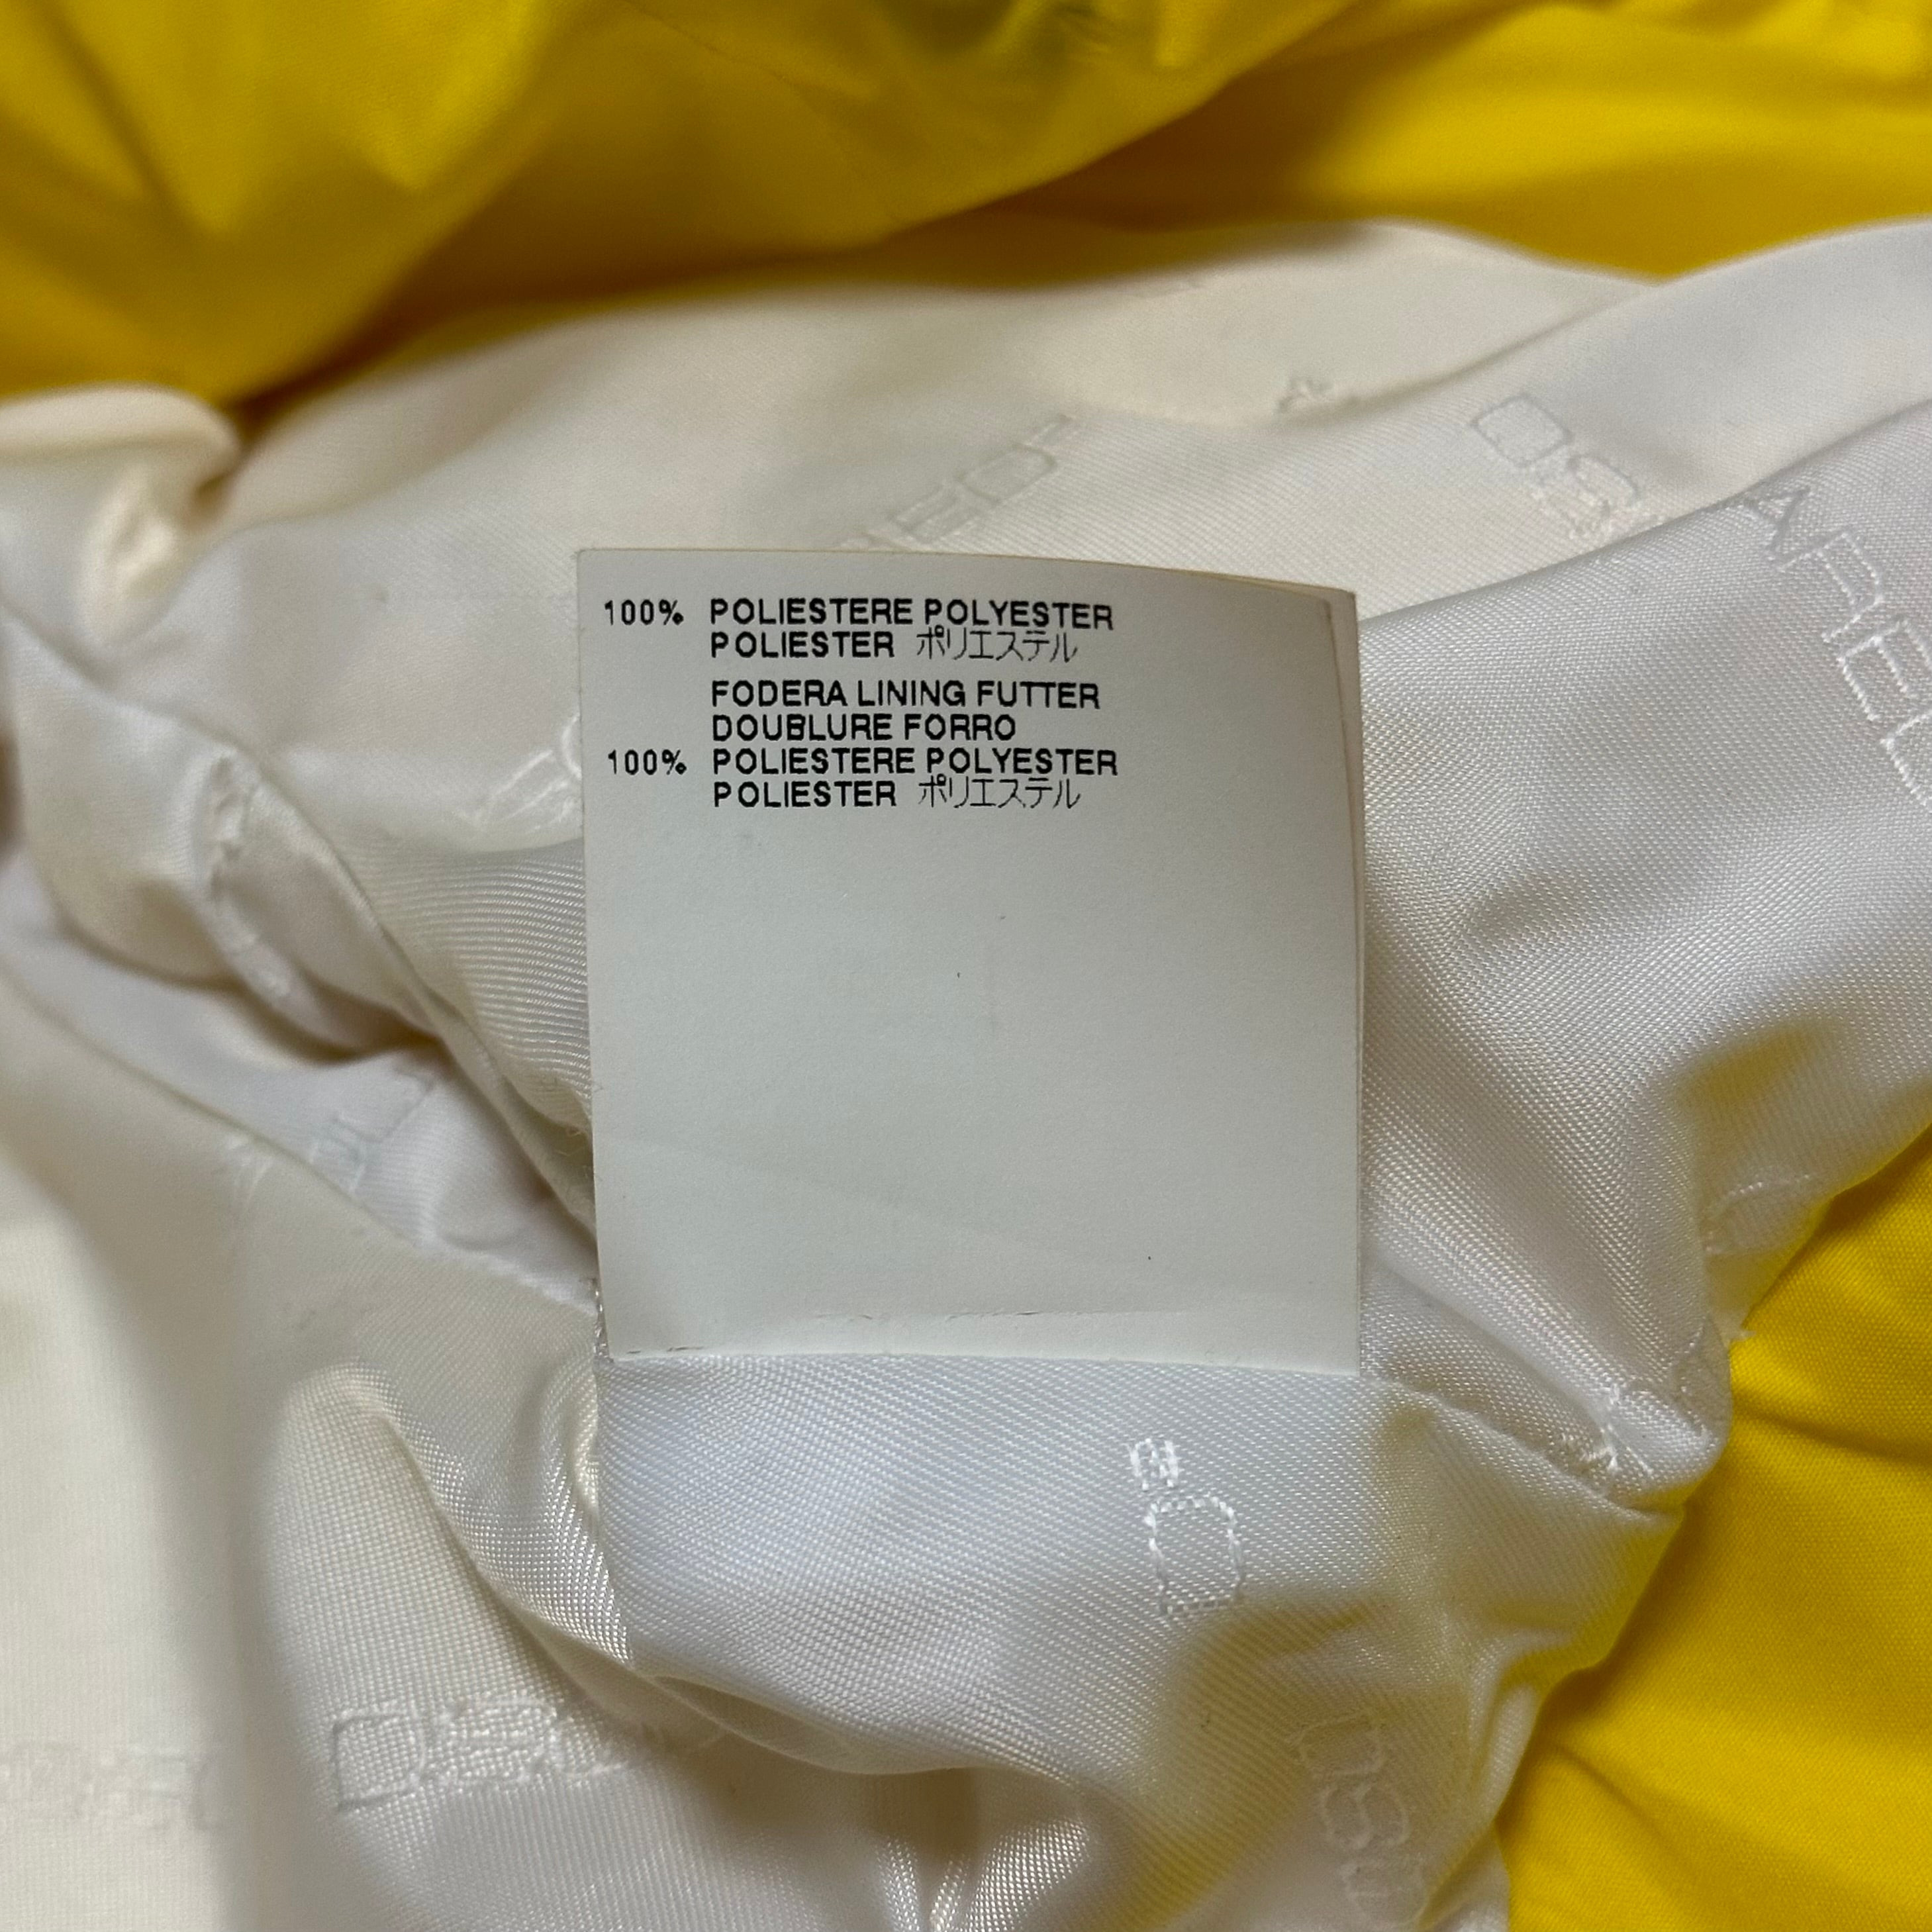 100% POLIESTERE POLYESTER
POLIESTER ポリエステル
FODERA LINING FUTTER
DOUBLURE FORRO
100% POLIESTERE POLYESTER
POLIESTER ポリエステル